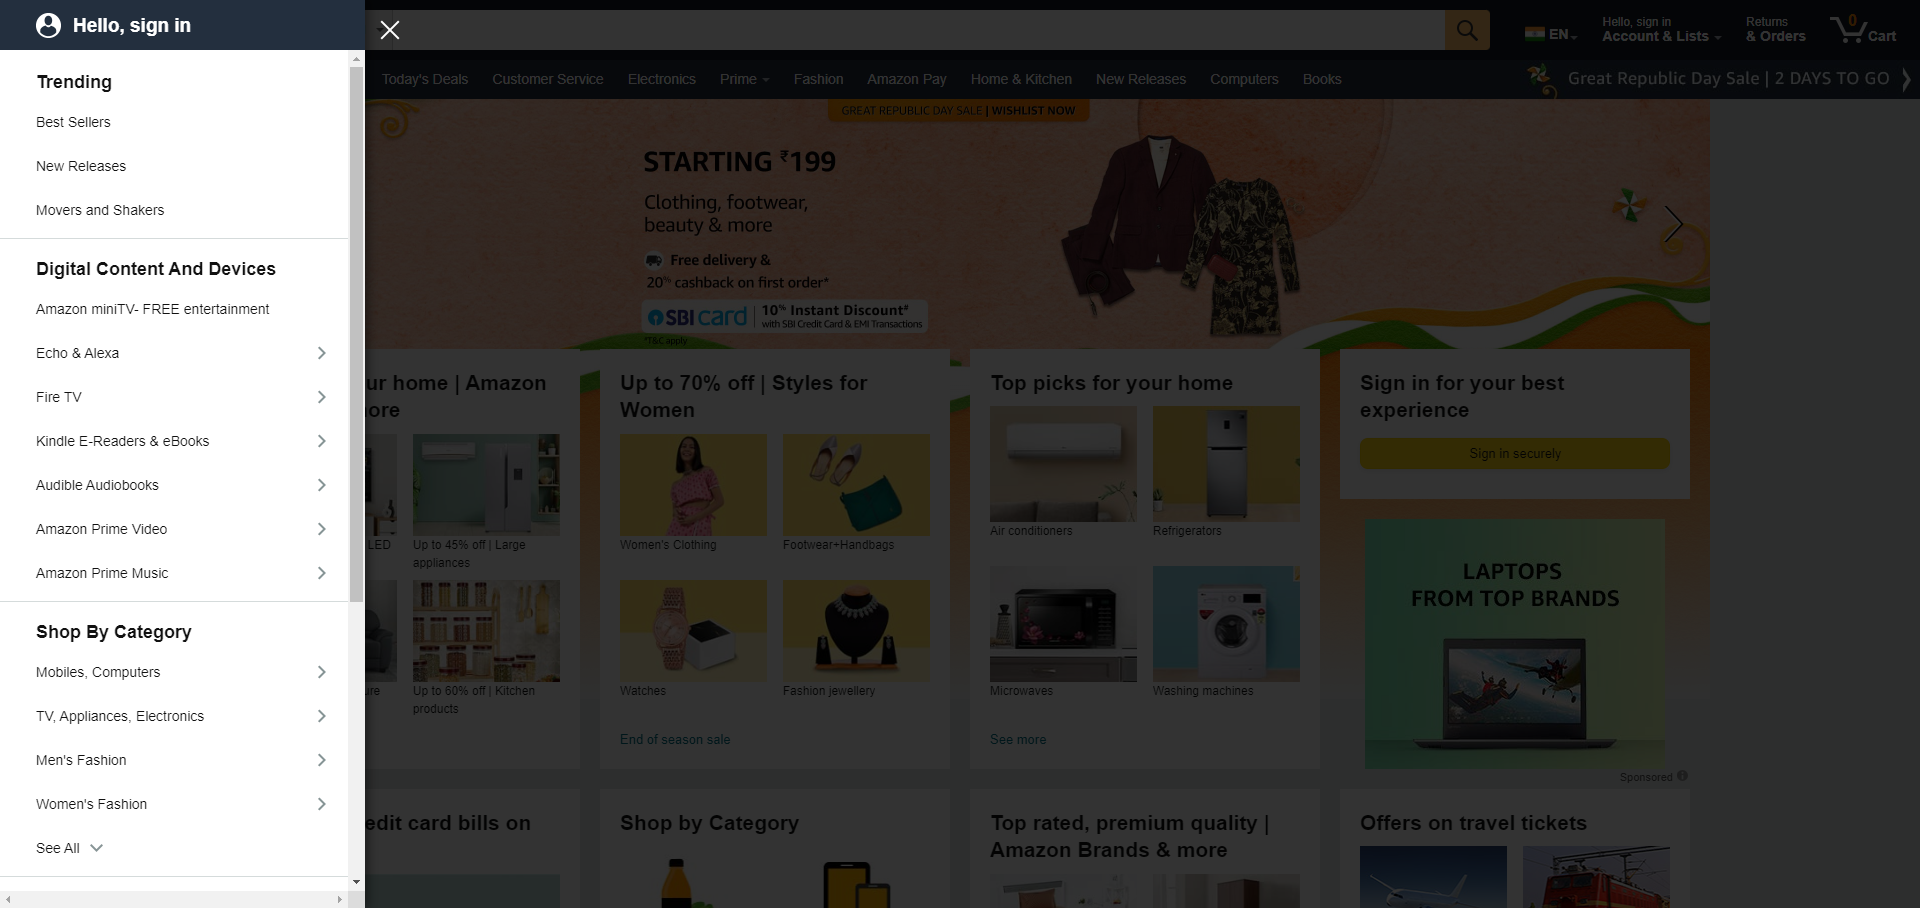 Hello, sign in
Trending
Best Sellers
New Releases
Movers and Shakers
Digital Content And Devices
Amazon miniTV- FREE entertainment
Echo & Alexa
Fire TV
Kindle E-Readers & eBooks
Audible Audiobooks
Amazon Prime Video
Amazon Prime Music
Shop By Category
Mobiles, Computers
TV, Appliances, Electronics
Men's Fashion
Women's Fashion
See All
EN
Hello, sign in
Account & Lists
Returns
& Orders
0
Cart
Today's Deals
Customer Service
Electronics
Prime
Fashion
Amazon Pay
Home & Kitchen
New Releases
Computers
Books
Great Republic Day Sale | 2 DAYS TO GO
GREAT REPUBLIC DAY SALE | WISHLIST NOW
STARTING ₹199
Clothing, footwear,
beauty & more
Free delivery &
20% cashback on first order*
SBI card
10% Instant Discount#
with SBI Credit Card & EMI Transactions
*T&C apply
ur home | Amazon
ore
LED
Up to 45% off | Large
appliances
ure
Up to 60% off | Kitchen
products
Up to 70% off | Styles for
Women
Women's Clothing
Footwear+Handbags
Watches
Fashion jewellery
End of season sale
Top picks for your home
Air conditioners
Refrigerators
Microwaves
Washing machines
See more
Sign in for your best
experience
Sign in securely
LAPTOPS
FROM TOP BRANDS
Sponsored
edit card bills on
Shop by Category
Top rated, premium quality |
Amazon Brands & more
Offers on travel tickets